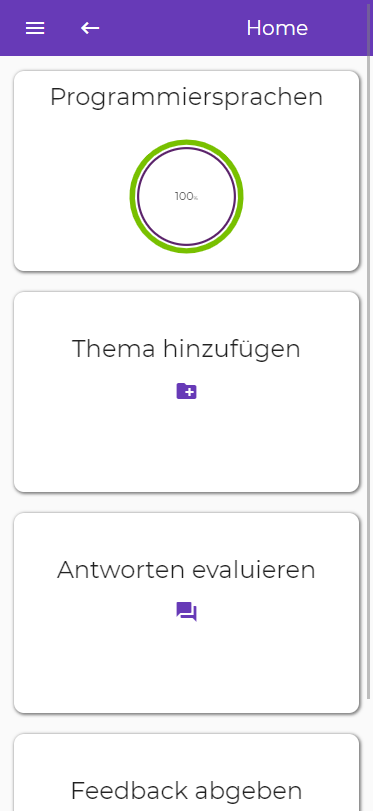 Home
Programmiersprachen
100%
Thema hinzufügen
Antworten evaluieren
Feedback abgeben